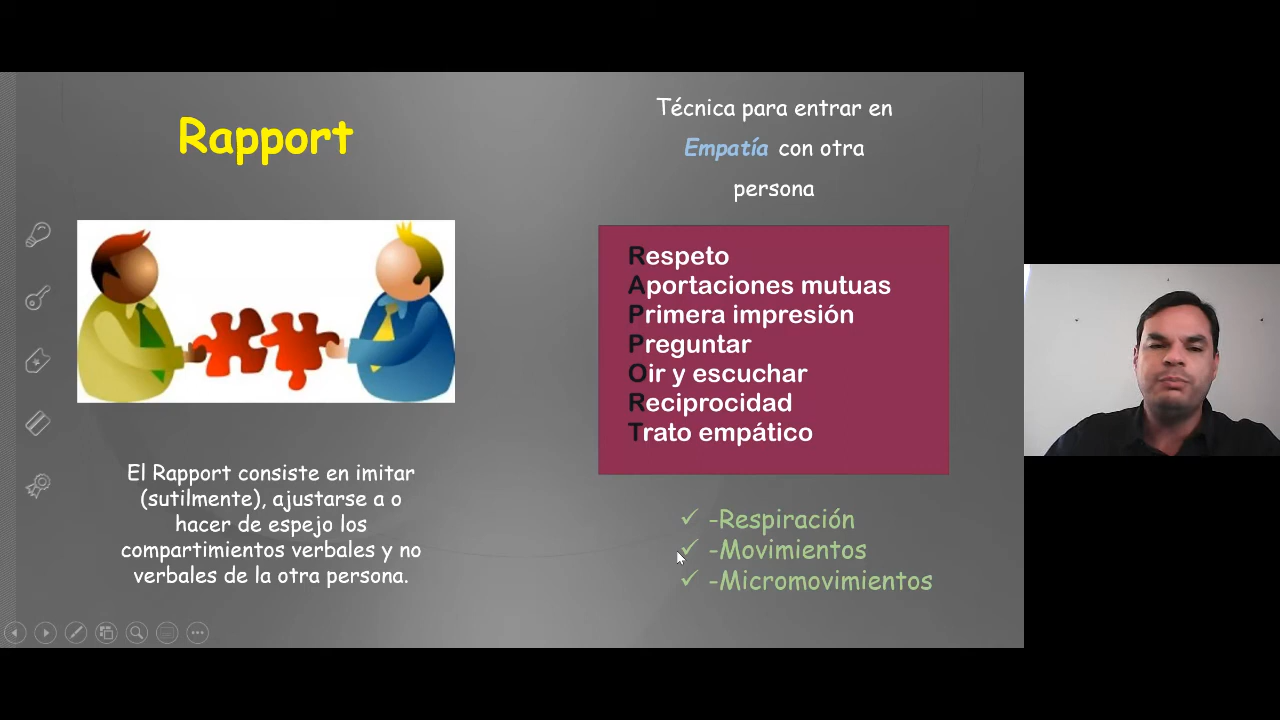 Rapport
El Rapport consiste en imitar
(sutilmente), ajustarse a o
hacer de espejo los
compartimientos verbales y no
verbales de la otra persona.
Técnica para entrar en
Empatía con otra
persona
Respeto
Aportaciones mutuas
Primera impresión
Preguntar
Oir y escuchar
Reciprocidad
Trato empático
✓ -Respiración
✓ -Movimientos
✓ -Micromovimientos